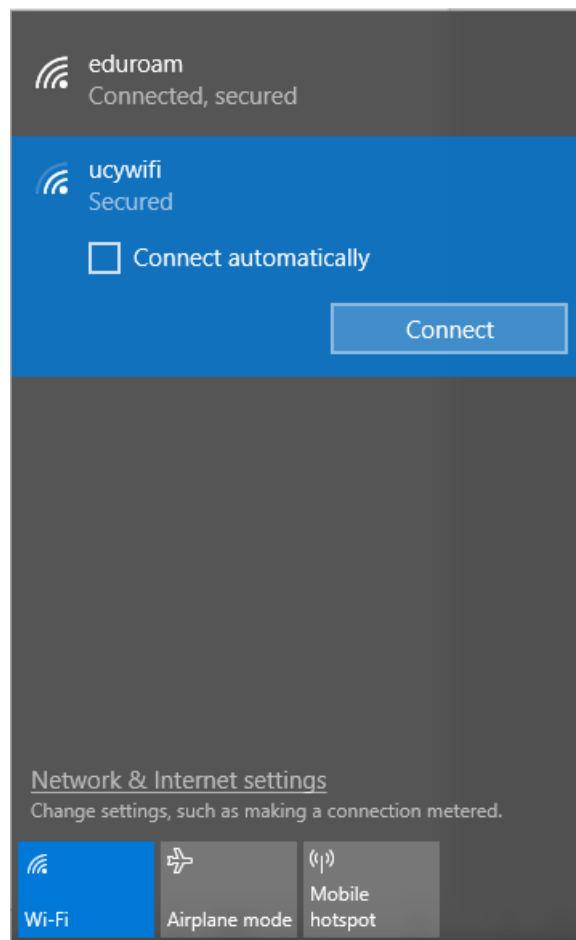 eduroam
Connected, secured
ucywifi
Secured
Connect automatically
Connect
Network & Internet settings
Change settings, such as making a connection metered.
Wi-Fi
Airplane mode
Mobile
hotspot